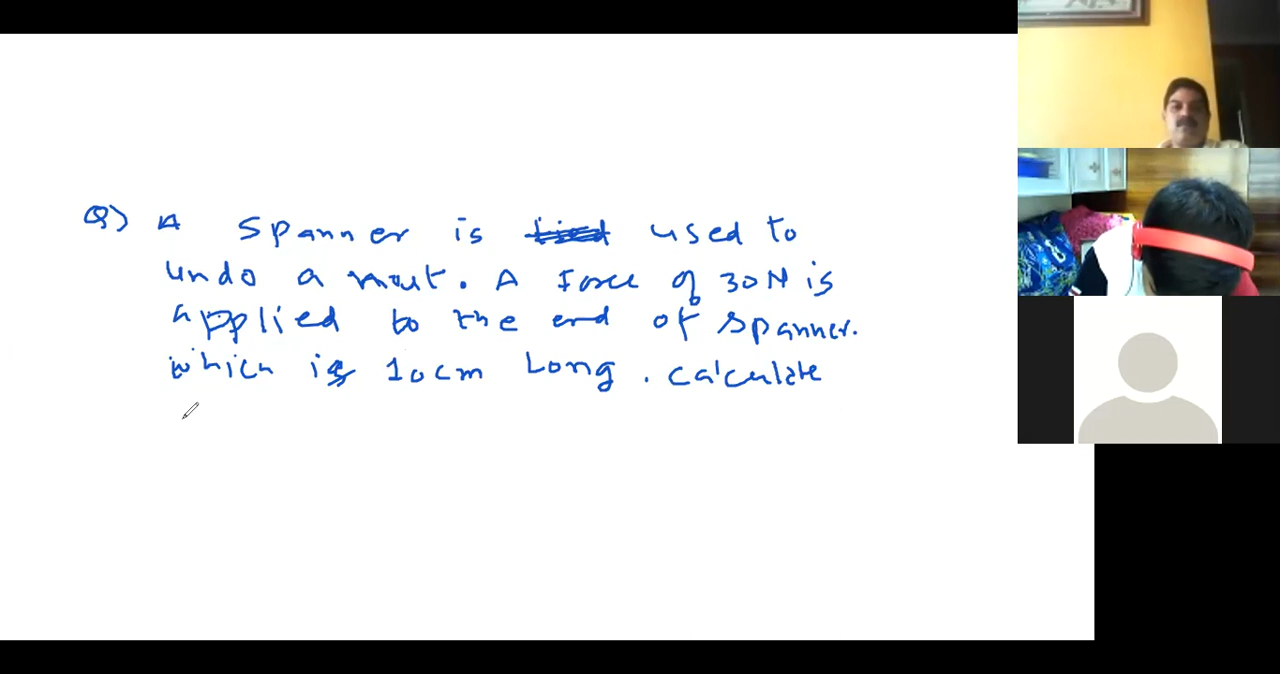 Q) A Spanner is used to
undo a nut. A Force of 30N is
applied to the end of spanner.
which is 10cm Long. calculate